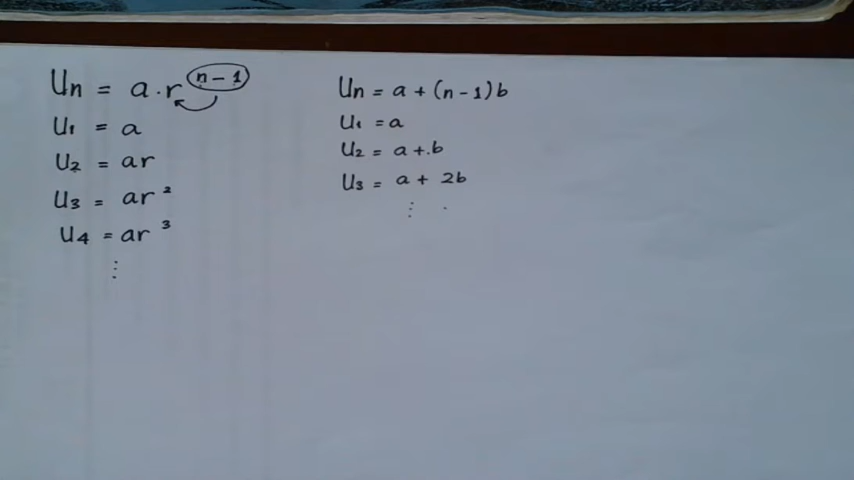 Un = a . r^(n-1)
U₁ = a
U₂ = ar
U₃ = ar²
U₄ = ar³
⋮
Un = a + (n-1)b
U₁ = a
U₂ = a + b
U₃ = a + 2b
⋮